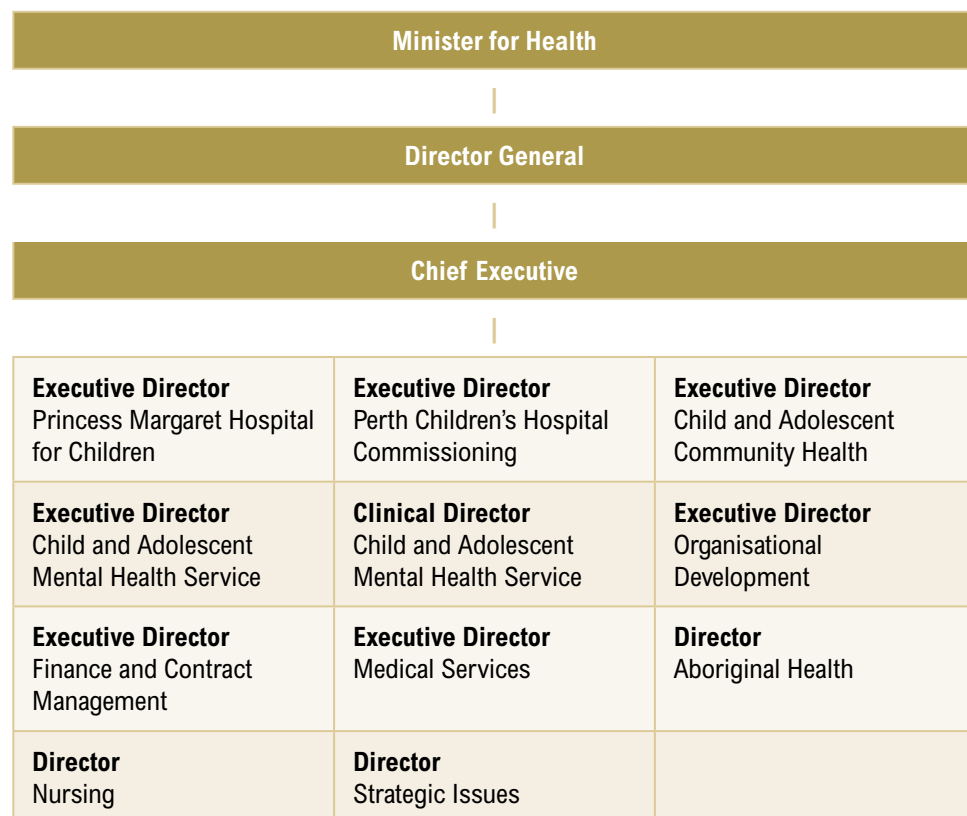 Minister for Health
Director General
Chief Executive
Executive Director
Princess Margaret Hospital
for Children
Executive Director
Perth Children's Hospital
Commissioning
Executive Director
Child and Adolescent
Community Health
Executive Director
Child and Adolescent
Mental Health Service
Clinical Director
Child and Adolescent
Mental Health Service
Executive Director
Organisational
Development
Executive Director
Finance and Contract
Management
Executive Director
Medical Services
Director
Aboriginal Health
Director
Nursing
Director
Strategic Issues